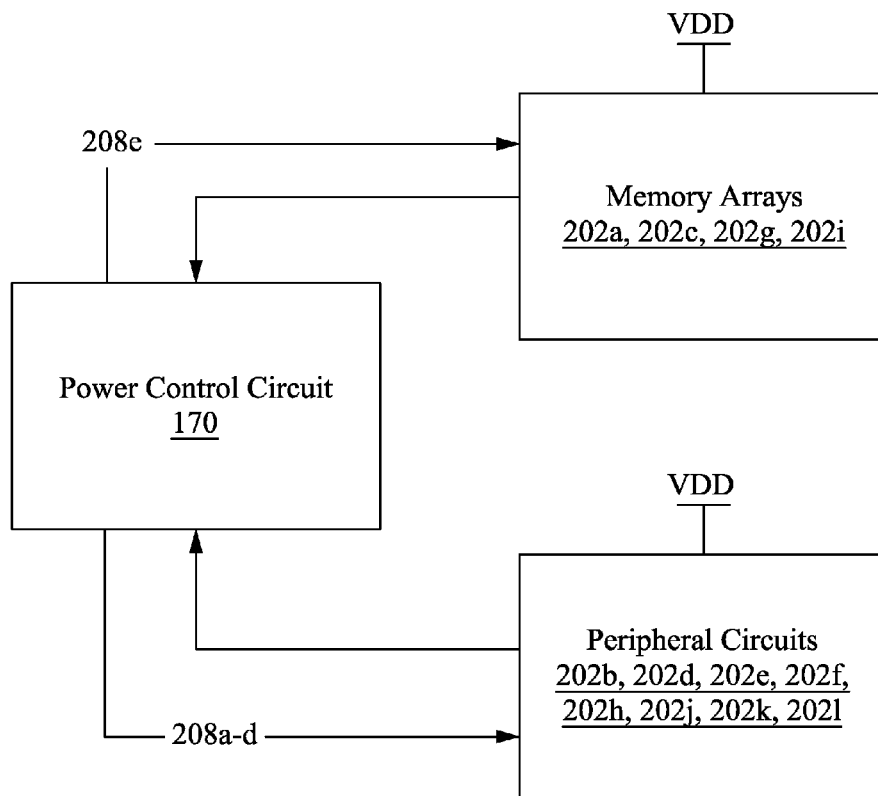 VDD
208e
Memory Arrays
202a, 202c, 202g, 202i
Power Control Circuit
170
VDD
Peripheral Circuits
202b, 202d, 202e, 202f,
202h, 202j, 202k, 202l
208a-d